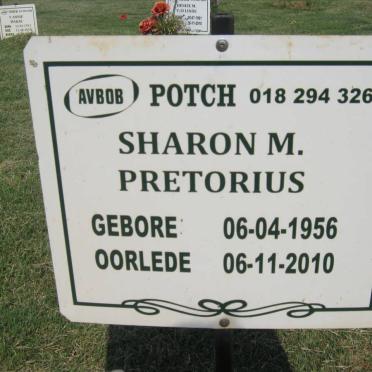 AVBOB POTCH 018 294 326
SHARON M.
PRETORIUS
GEBORE: 06-04-1956
OORLEDE 06-11-2010